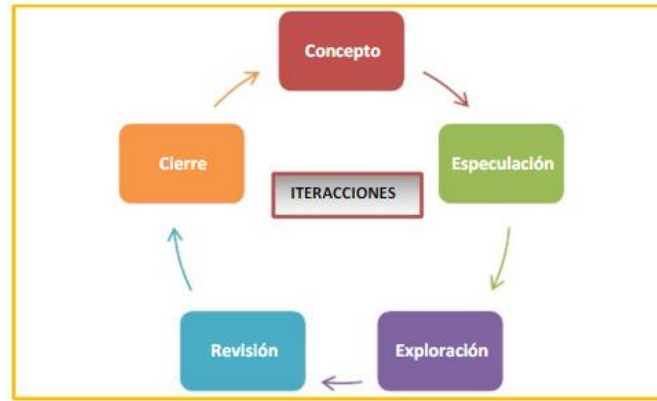 Concepto
Especulación
Exploración
Revisión
Cierre
ITERACCIONES